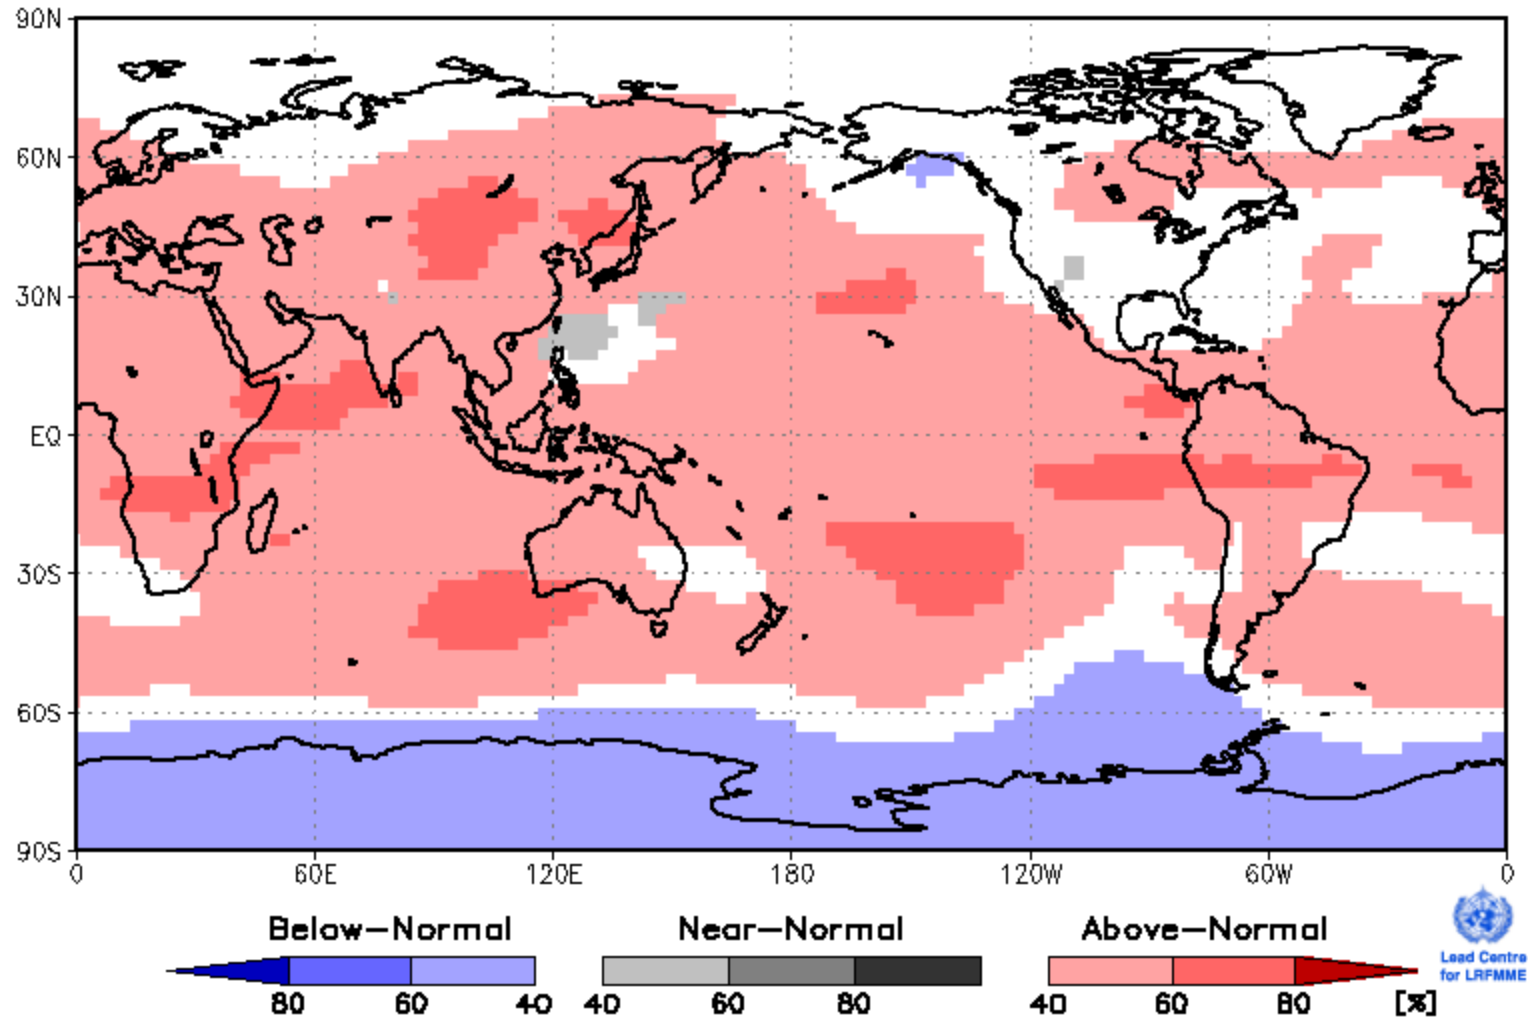 90N
60N
30N
EQ
30S
60S
90S
0 60E 120E 180 120W 60W 0
Below-Normal Near-Normal Above-Normal
80 60 40 40 60 80 40 60 80 [%]
Lead Centre
for LRFMME